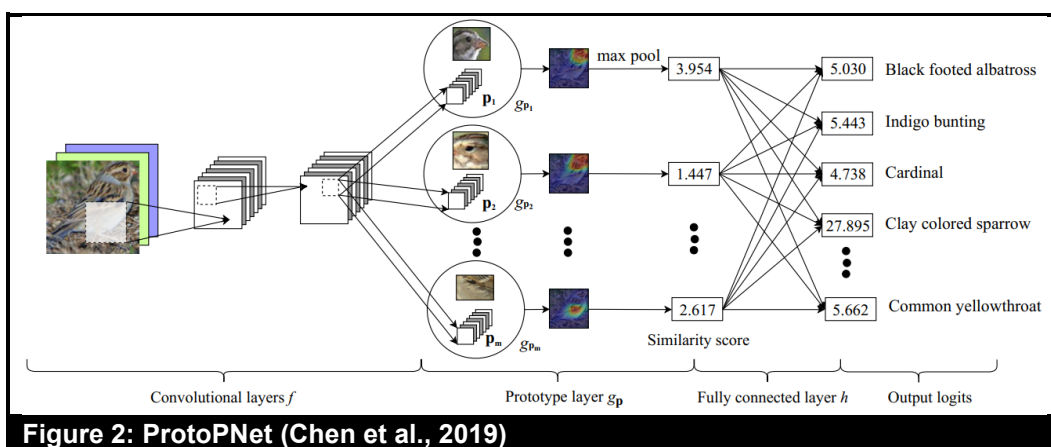 max pool
p₁
gp₁
3.954
5.030
Black footed albatross
5.443
Indigo bunting
p₂
gp₂
1.447
4.738
Cardinal
27.895
Clay colored sparrow
pₘ
gpₘ
2.617
5.662
Common yellowthroat
Similarity score
Convolutional layers f
Prototype layer gp
Fully connected layer h
Output logits
Figure 2: ProtoPNet (Chen et al., 2019)